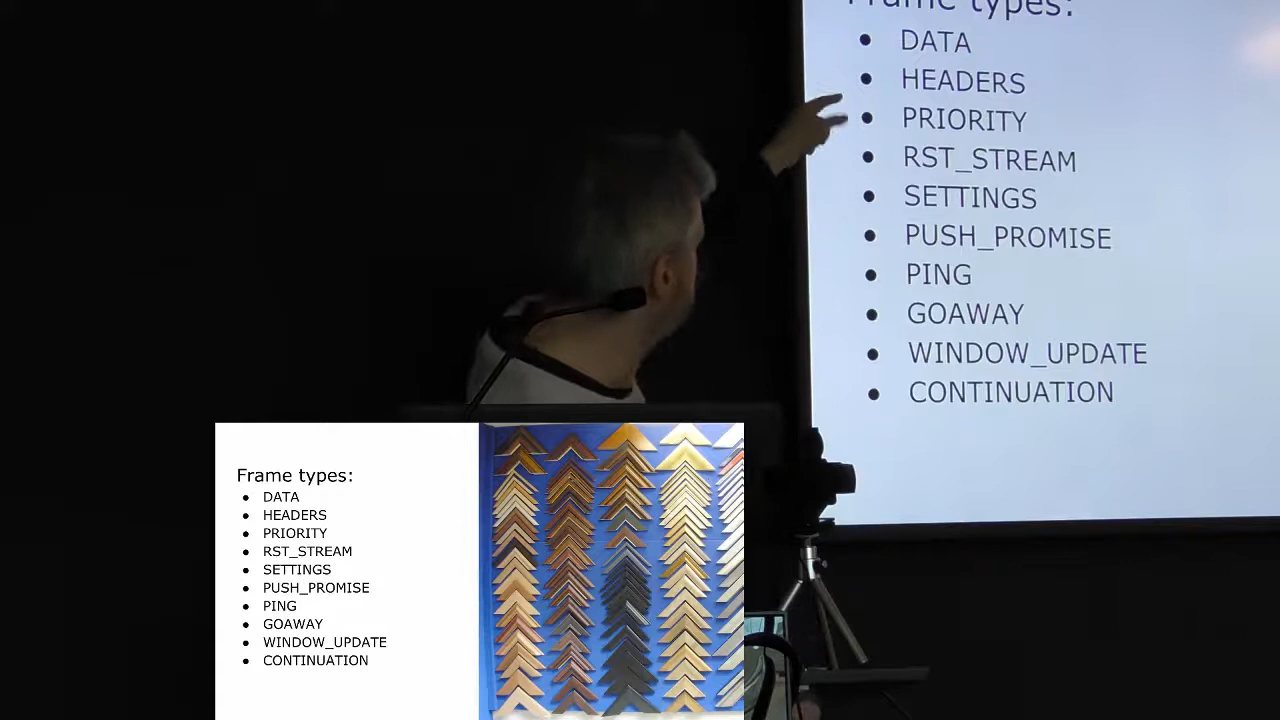 Frame types:
• DATA
• HEADERS
• PRIORITY
• RST_STREAM
• SETTINGS
• PUSH_PROMISE
• PING
• GOAWAY
• WINDOW_UPDATE
• CONTINUATION
Frame types:
• DATA
• HEADERS
• PRIORITY
• RST_STREAM
• SETTINGS
• PUSH_PROMISE
• PING
• GOAWAY
• WINDOW_UPDATE
• CONTINUATION